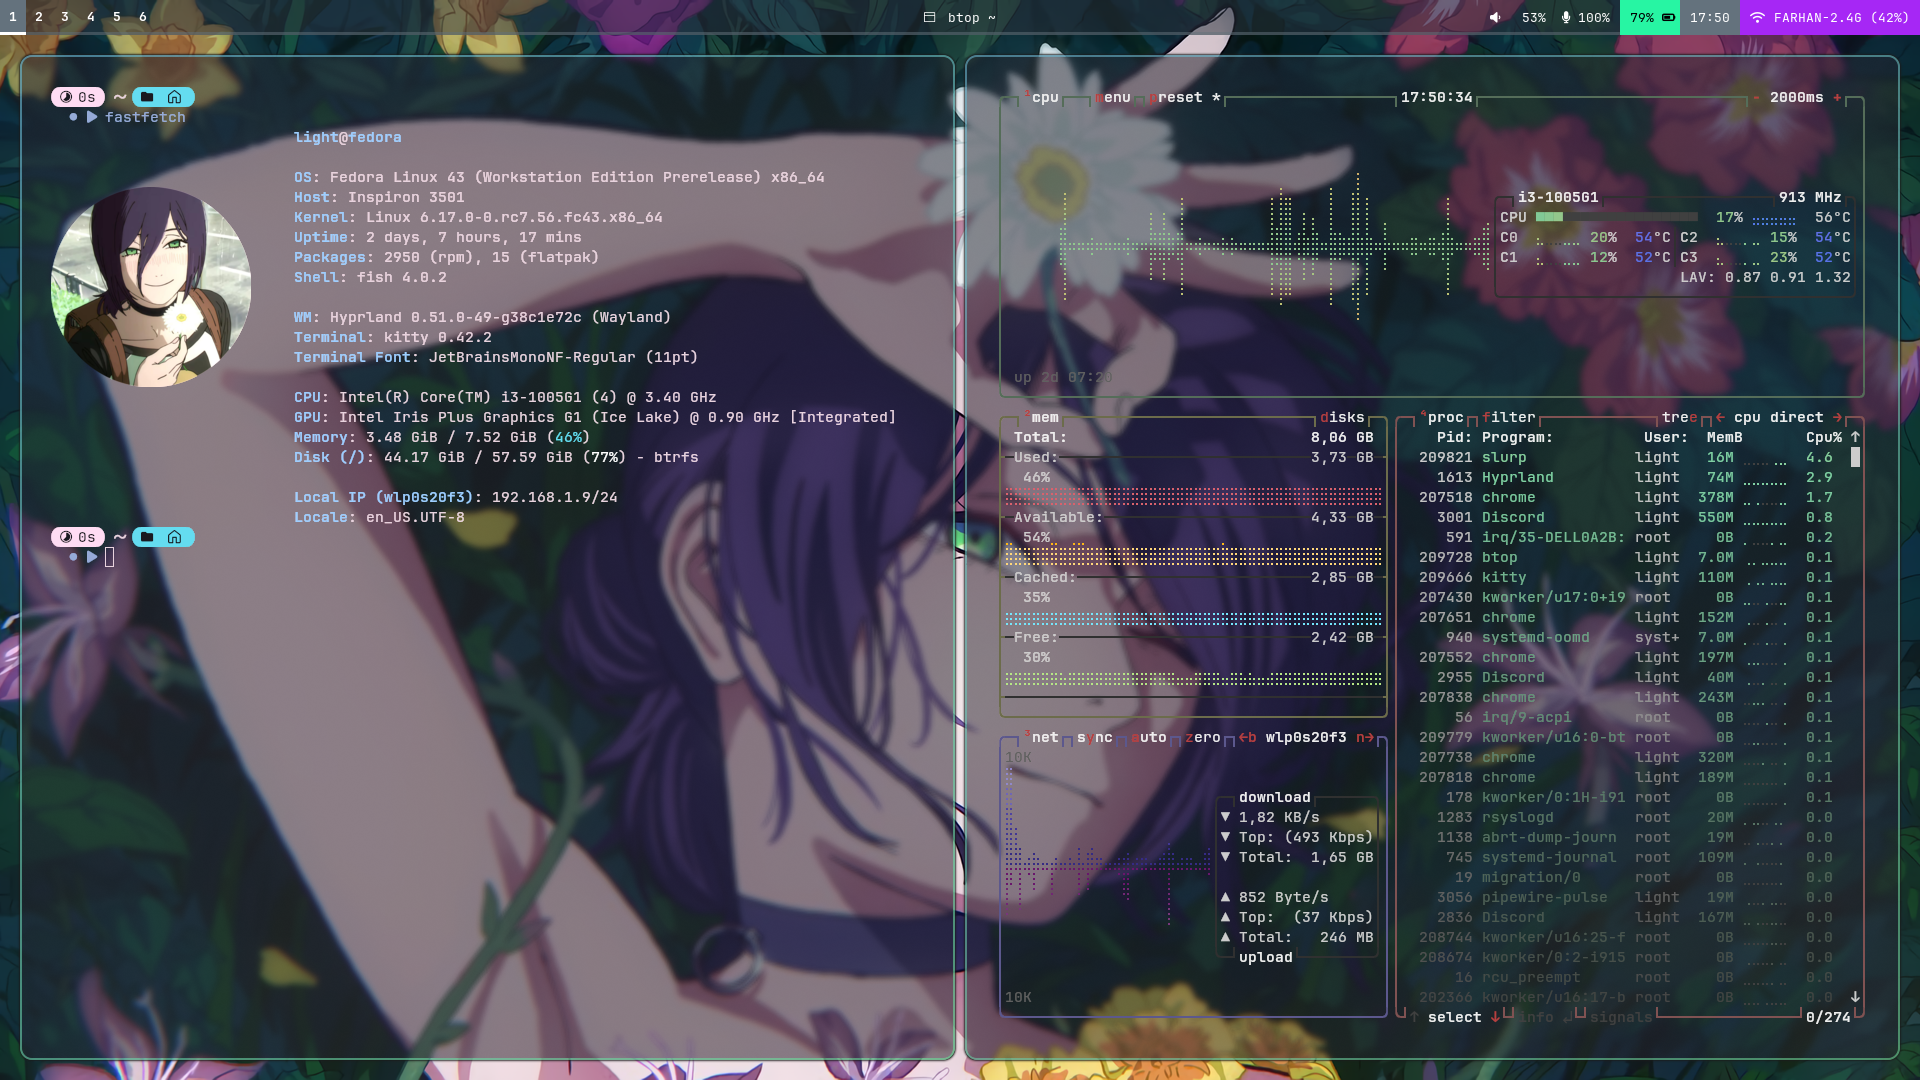 1 2 3 4 5 6
btop ~
53% 100% 79% 17:50 FARHAN-2.4G (42%)
0s ~
fastfetch
light@fedora
OS: Fedora Linux 43 (Workstation Edition Prerelease) x86_64
Host: Inspiron 3501
Kernel: Linux 6.17.0-0.rc7.56.fc43.x86_64
Uptime: 2 days, 7 hours, 17 mins
Packages: 2950 (rpm), 15 (flatpak)
Shell: fish 4.0.2
WM: Hyprland 0.51.0-49-g38c1e72c (Wayland)
Terminal: kitty 0.42.2
Terminal Font: JetBrainsMonoNF-Regular (11pt)
CPU: Intel(R) Core(TM) i3-1005G1 (4) @ 3.40 GHz
GPU: Intel Iris Plus Graphics G1 (Ice Lake) @ 0.90 GHz [Integrated]
Memory: 3.48 GiB / 7.52 GiB (46%)
Disk (/): 44.17 GiB / 57.59 GiB (77%) - btrfs
Local IP (wlp0s20f3): 192.168.1.9/24
Locale: en_US.UTF-8
0s ~
1cpu menu preset * 17:50:34 - 2000ms +
i3-1005G1 913 MHz
CPU 17% 56°C
C0 20% 54°C C2 15% 54°C
C1 12% 52°C C3 23% 52°C
LAV: 0.87 0.91 1.32
up 2d 07:20
2mem disks
Total: 8,06 GB
Used: 3,73 GB
46%
Available: 4,33 GB
54%
Cached: 2,85 GB
35%
Free: 2,42 GB
30%
3net sync auto zero ←b wlp0s20f3 n→
10K
download
▼ 1,82 KB/s
▼ Top: (493 Kbps)
▼ Total: 1,65 GB
▲ 852 Byte/s
▲ Top: (37 Kbps)
▲ Total: 246 MB
upload
10K
4proc filter tree ← cpu direct →
Pid: Program: User: MemB Cpu% ↑
209821 slurp light 16M 4.6
1613 Hyprland light 74M 2.9
207518 chrome light 378M 1.7
3001 Discord light 550M 0.8
591 irq/35-DELL0A2B: root 0B 0.2
209728 btop light 7.0M 0.1
209666 kitty light 110M 0.1
207430 kworker/u17:0+i9 root 0B 0.1
207651 chrome light 152M 0.1
940 systemd-oomd syst+ 7.0M 0.1
207552 chrome light 197M 0.1
2955 Discord light 40M 0.1
207838 chrome light 243M 0.1
56 irq/9-acpi root 0B 0.1
209779 kworker/u16:0-bt root 0B 0.1
207738 chrome light 320M 0.1
207818 chrome light 189M 0.1
178 kworker/0:1H-i91 root 0B 0.1
1283 rsyslogd root 20M 0.0
1138 abrt-dump-journ root 19M 0.0
745 systemd-journal root 109M 0.0
19 migration/0 root 0B 0.0
3056 pipewire-pulse light 19M 0.0
2836 Discord light 167M 0.0
208744 kworker/u16:25-f root 0B 0.0
208674 kworker/0:2-i915 root 0B 0.0
16 rcu_preempt root 0B 0.0
202366 kworker/u16:17-b root 0B 0.0 ↓
↑ select ↓ info ↲ signals 0/274